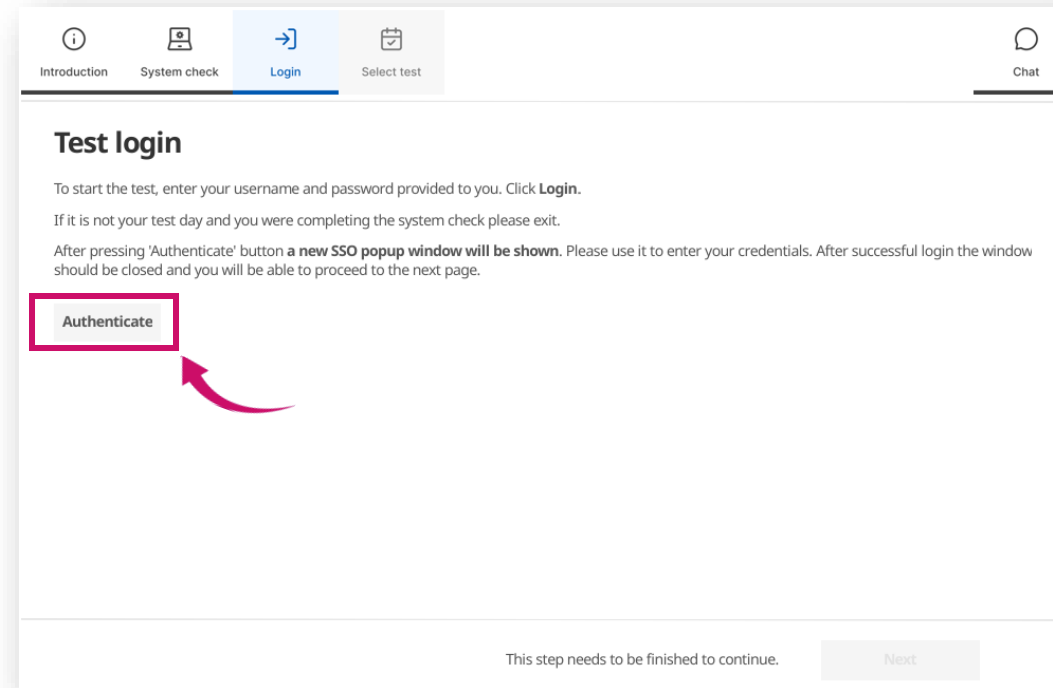 Introduction
System check
Login
Select test
Chat
Test login
To start the test, enter your username and password provided to you. Click Login.
If it is not your test day and you were completing the system check please exit.
After pressing 'Authenticate' button a new SSO popup window will be shown. Please use it to enter your credentials. After successful login the window
should be closed and you will be able to proceed to the next page.
Authenticate
This step needs to be finished to continue.
Next